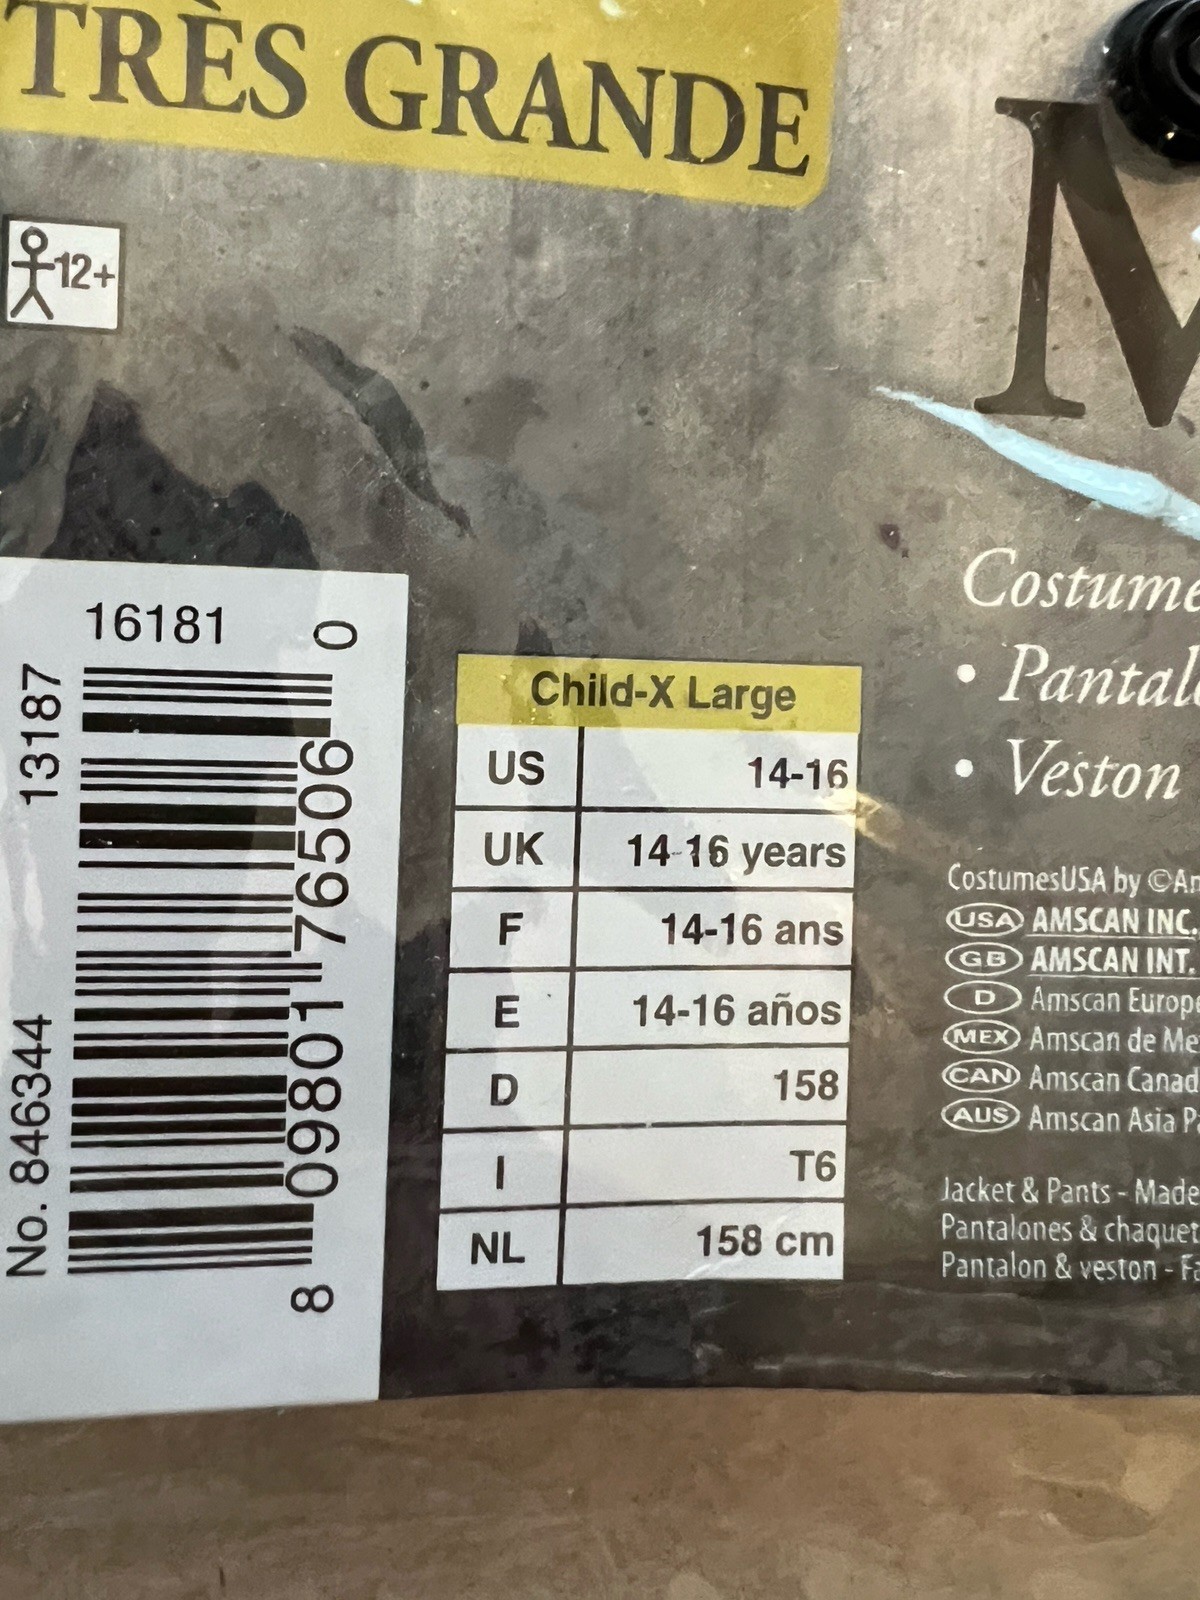 TRÈS GRANDE
12+
16181
13187
No. 846344
8 09801 76506 0
Child-X Large
US 14-16
UK 14-16 years
F 14-16 ans
E 14-16 años
D 158
I T6
NL 158 cm
M
Costume
• Pantal
• Veston
CostumesUSA by ©Am
USA AMSCAN INC.
GB AMSCAN INT.
D Amscan Europe
MEX Amscan de Me
CAN Amscan Canad
AUS Amscan Asia Pa
Jacket & Pants - Made
Pantalones & chaquet
Pantalon & veston - Fa